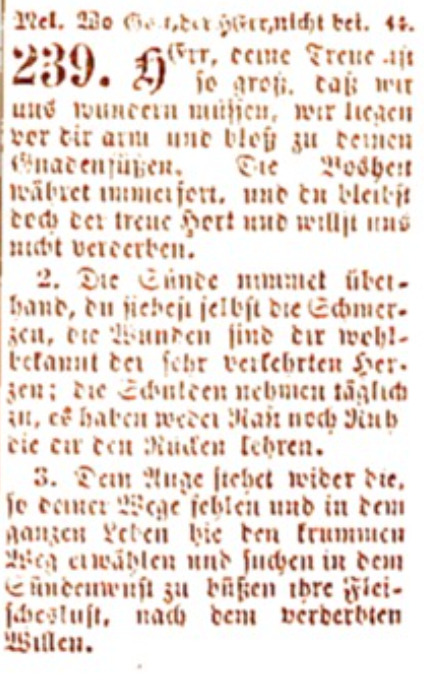 Mel. Wo Gott, der HErr, nicht bei. 44.
239. HErr, deine Treue ist
so groß, daß wir
uns wundern müssen, wir liegen
vor dir arm und bloß zu deinen
Gnadenfüßen. Die Bosheit
währet immer fort, und du bleibst
doch der treue Hort und willst uns
nicht verderben.
2. Die Sünde nimmet über-
hand, du siehest selbst die Schmer-
zen, die Wunden sind dir wohl-
bekannt der sehr verkehrten Her-
zen; die Schulden nehmen täglich
zu, es haben weder Rast noch Ruh
die dir den Rücken kehren.
3. Dein Auge stehet wider die,
so deiner Wege fehlen und in dem
ganzen Leben hie den krummen
Weg erwählen und suchen in dem
Sündenwust zu büßen ihre Flei-
scheslust, nach dem verderbten
Willen.